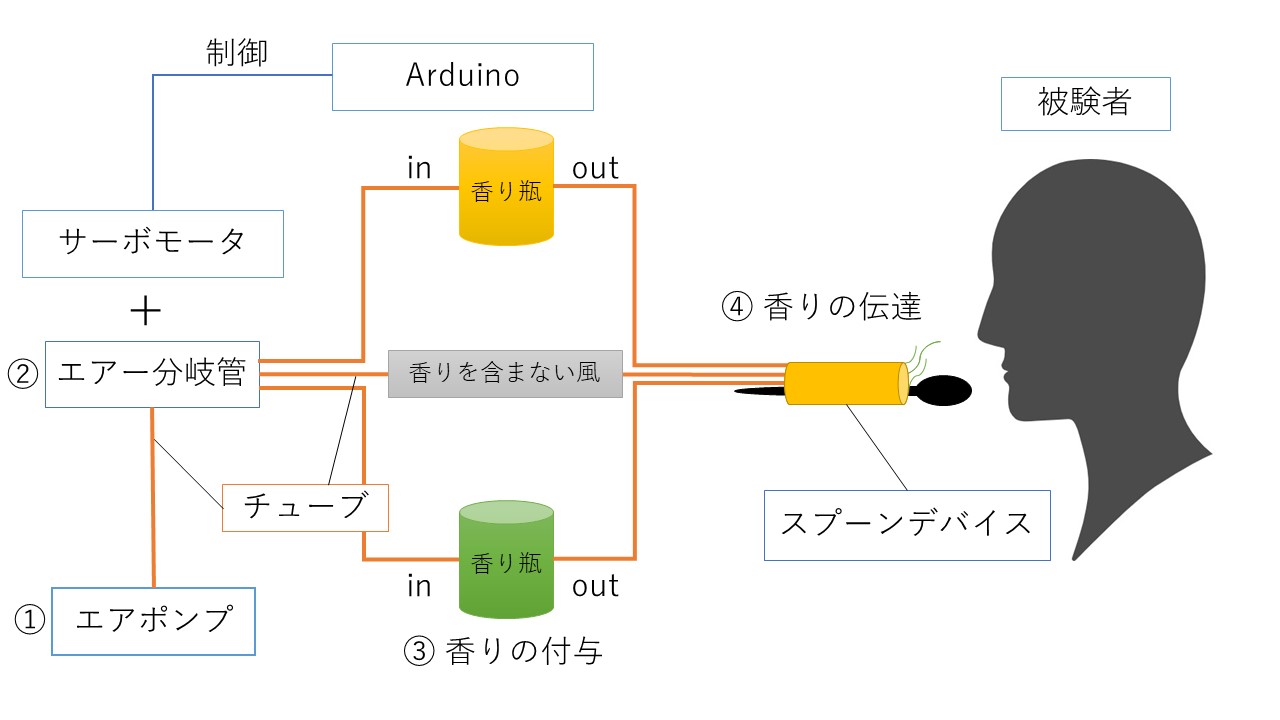 制御
Arduino
被験者
in
out
香り瓶
サーボモータ
+
④ 香りの伝達
② エアー分岐管
香りを含まない風
チューブ
スプーンデバイス
香り瓶
in
out
① エアポンプ
③ 香りの付与